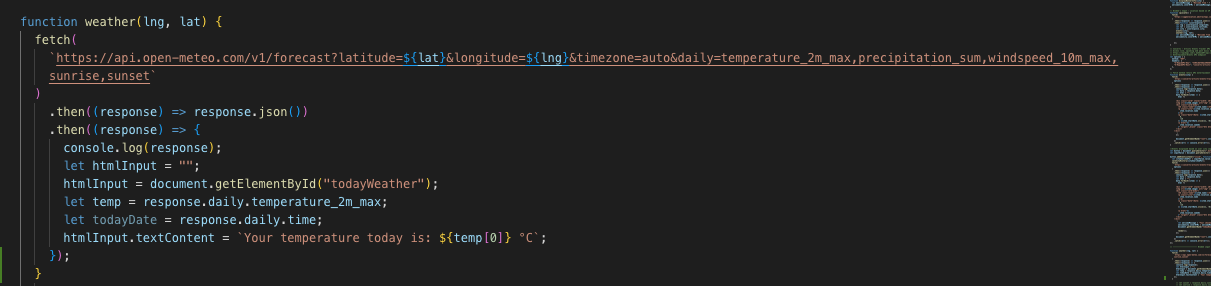 function weather(lng, lat) {
fetch(
`https://api.open-meteo.com/v1/forecast?latitude=${lat}&longitude=${lng}&timezone=auto&daily=temperature_2m_max,precipitation_sum,windspeed_10m_max,
sunrise,sunset`
)
.then((response) => response.json())
.then((response) => {
console.log(response);
let htmlInput = "";
htmlInput = document.getElementById("todayWeather");
let temp = response.daily.temperature_2m_max;
let todayDate = response.daily.time;
htmlInput.textContent = `Your temperature today is: ${temp[0]} °C`;
});
}